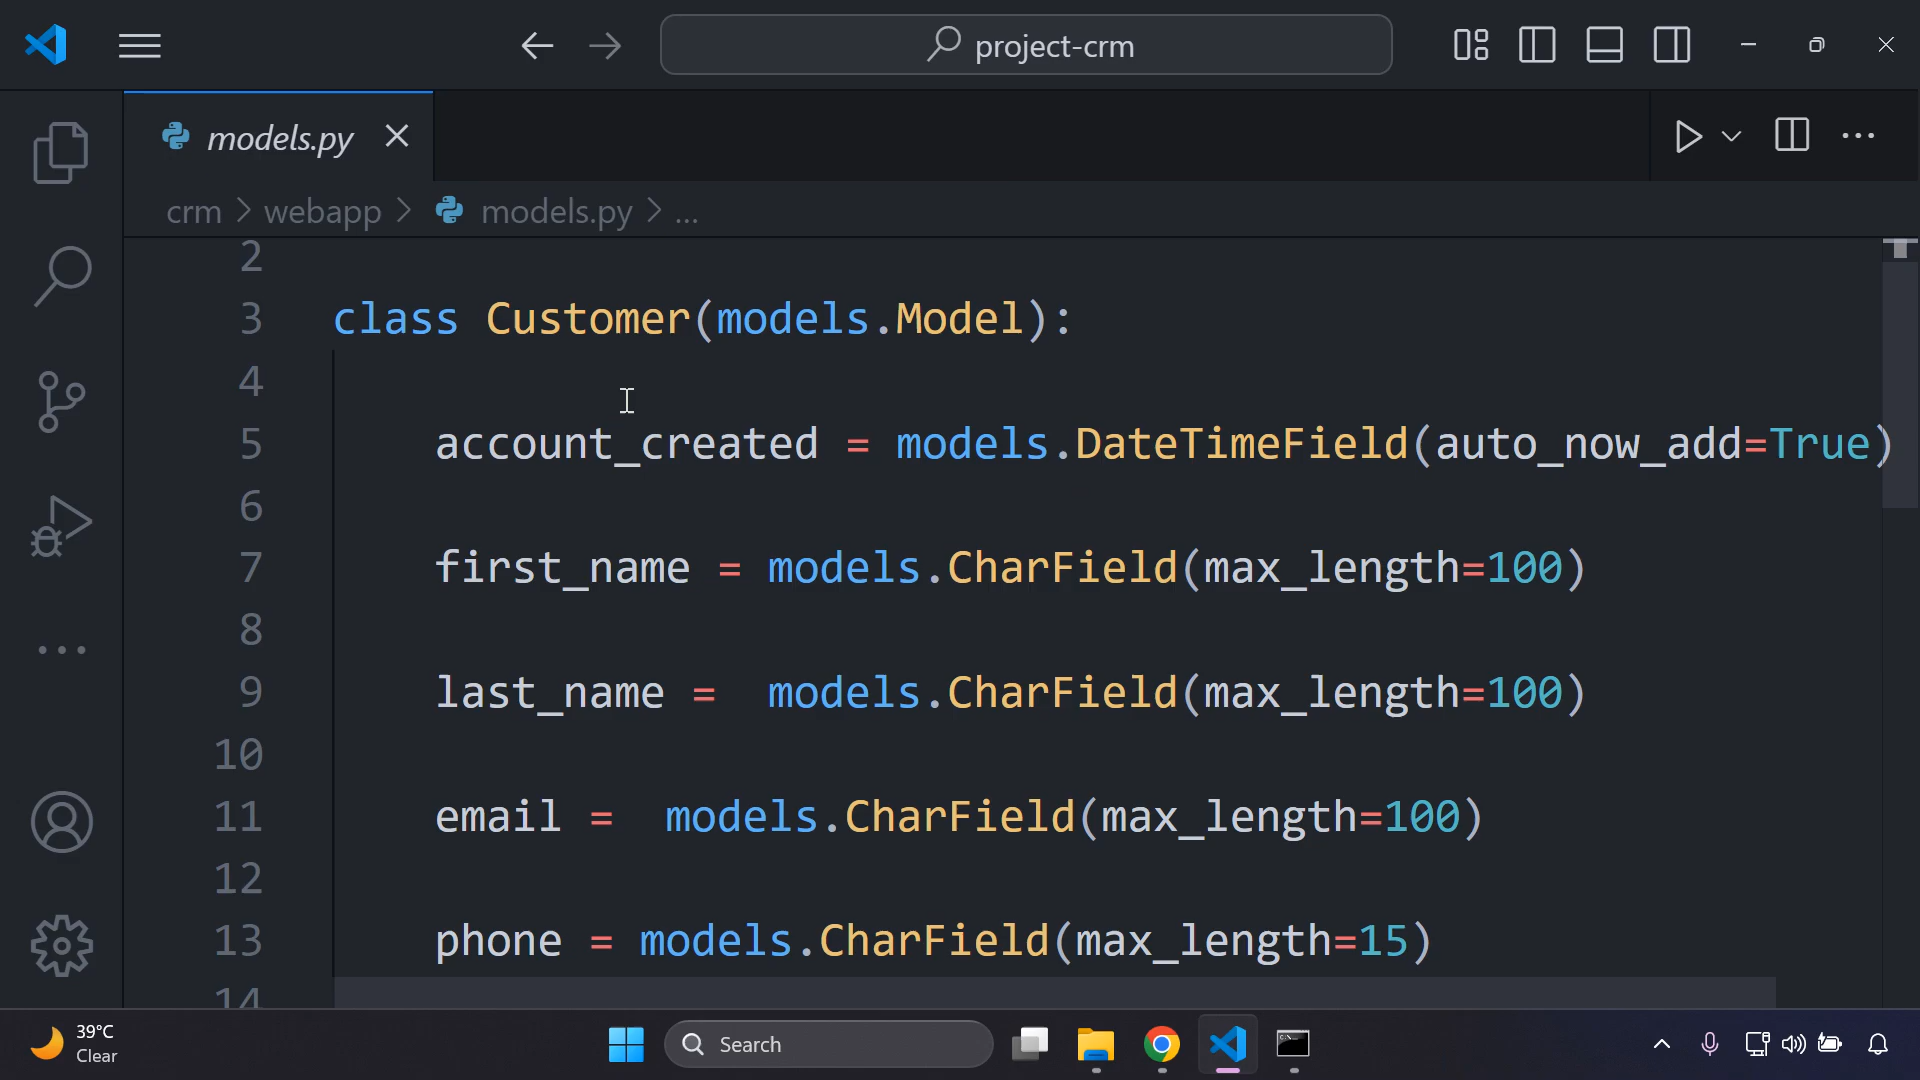 project-crm
models.py
crm > webapp > models.py > ...
2
3 class Customer(models.Model):
4
5 account_created = models.DateTimeField(auto_now_add=True)
6
7 first_name = models.CharField(max_length=100)
8
9 last_name =  models.CharField(max_length=100)
10
11 email =  models.CharField(max_length=100)
12
13 phone = models.CharField(max_length=15)
14
39°C
Clear
Search